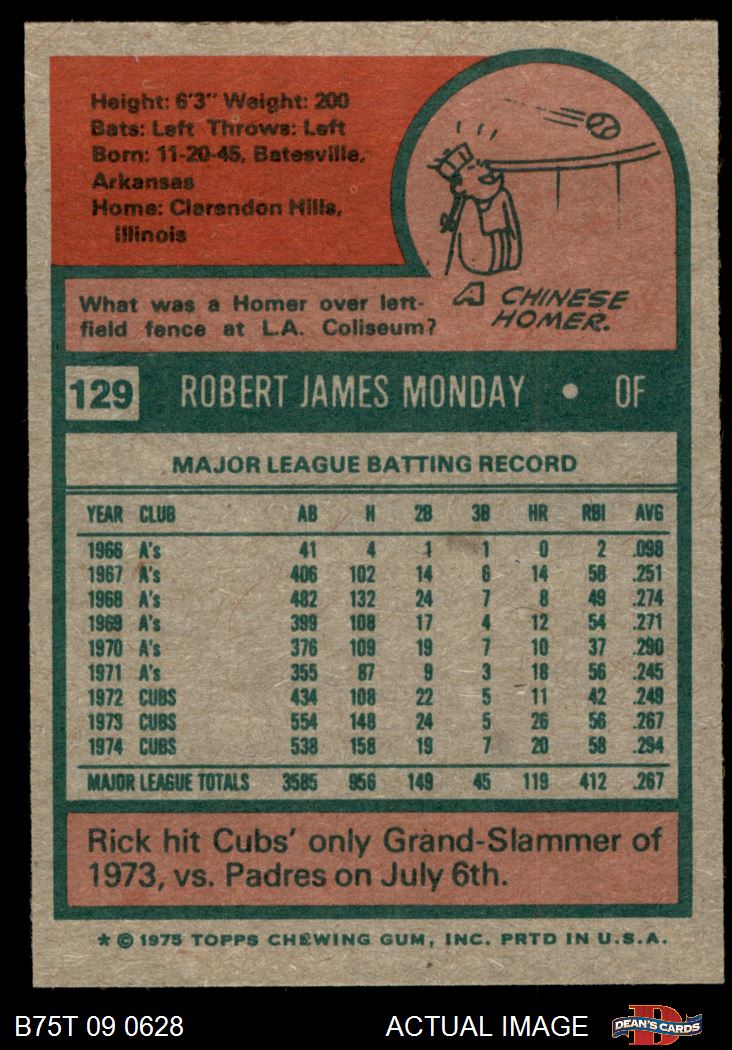 Height: 6'3" Weight: 200
Bats: Left Throws: Left
Born: 11-20-45, Batesville,
Arkansas
Home: Clarendon Hills,
Illinois
What was a Homer over left-
field fence at L.A. Coliseum?
A CHINESE
HOMER.
129 ROBERT JAMES MONDAY • OF
MAJOR LEAGUE BATTING RECORD
YEAR CLUB AB H 2B 3B HR RBI AVG
1966 A's 41 4 1 1 0 2 .098
1967 A's 406 102 14 6 14 58 .251
1968 A's 482 132 24 7 8 49 .274
1969 A's 399 108 17 4 12 54 .271
1970 A's 376 109 19 7 10 37 .290
1971 A's 355 87 9 3 18 56 .245
1972 CUBS 434 108 22 5 11 42 .249
1973 CUBS 554 148 24 5 26 56 .267
1974 CUBS 538 158 19 7 20 58 .294
MAJOR LEAGUE TOTALS 3585 956 149 45 119 412 .267
Rick hit Cubs' only Grand-Slammer of
1973, vs. Padres on July 6th.
* © 1975 TOPPS CHEWING GUM, INC. PRTD IN U.S.A.
B75T 09 0628 ACTUAL IMAGE D DEAN'S CARDS